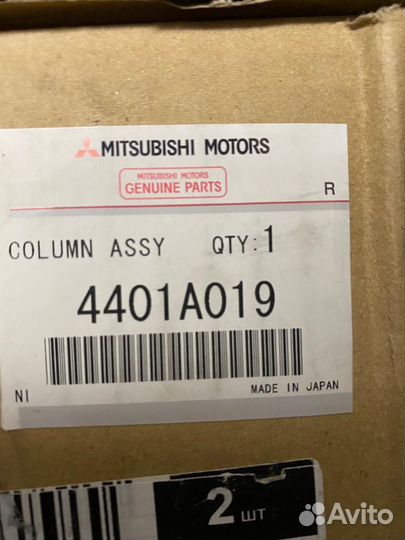 MITSUBISHI MOTORS
MITSUBISHI MOTORS
GENUINE PARTS
R
COLUMN ASSY QTY:1
4401A019
NI MADE IN JAPAN
2 шт
Avito